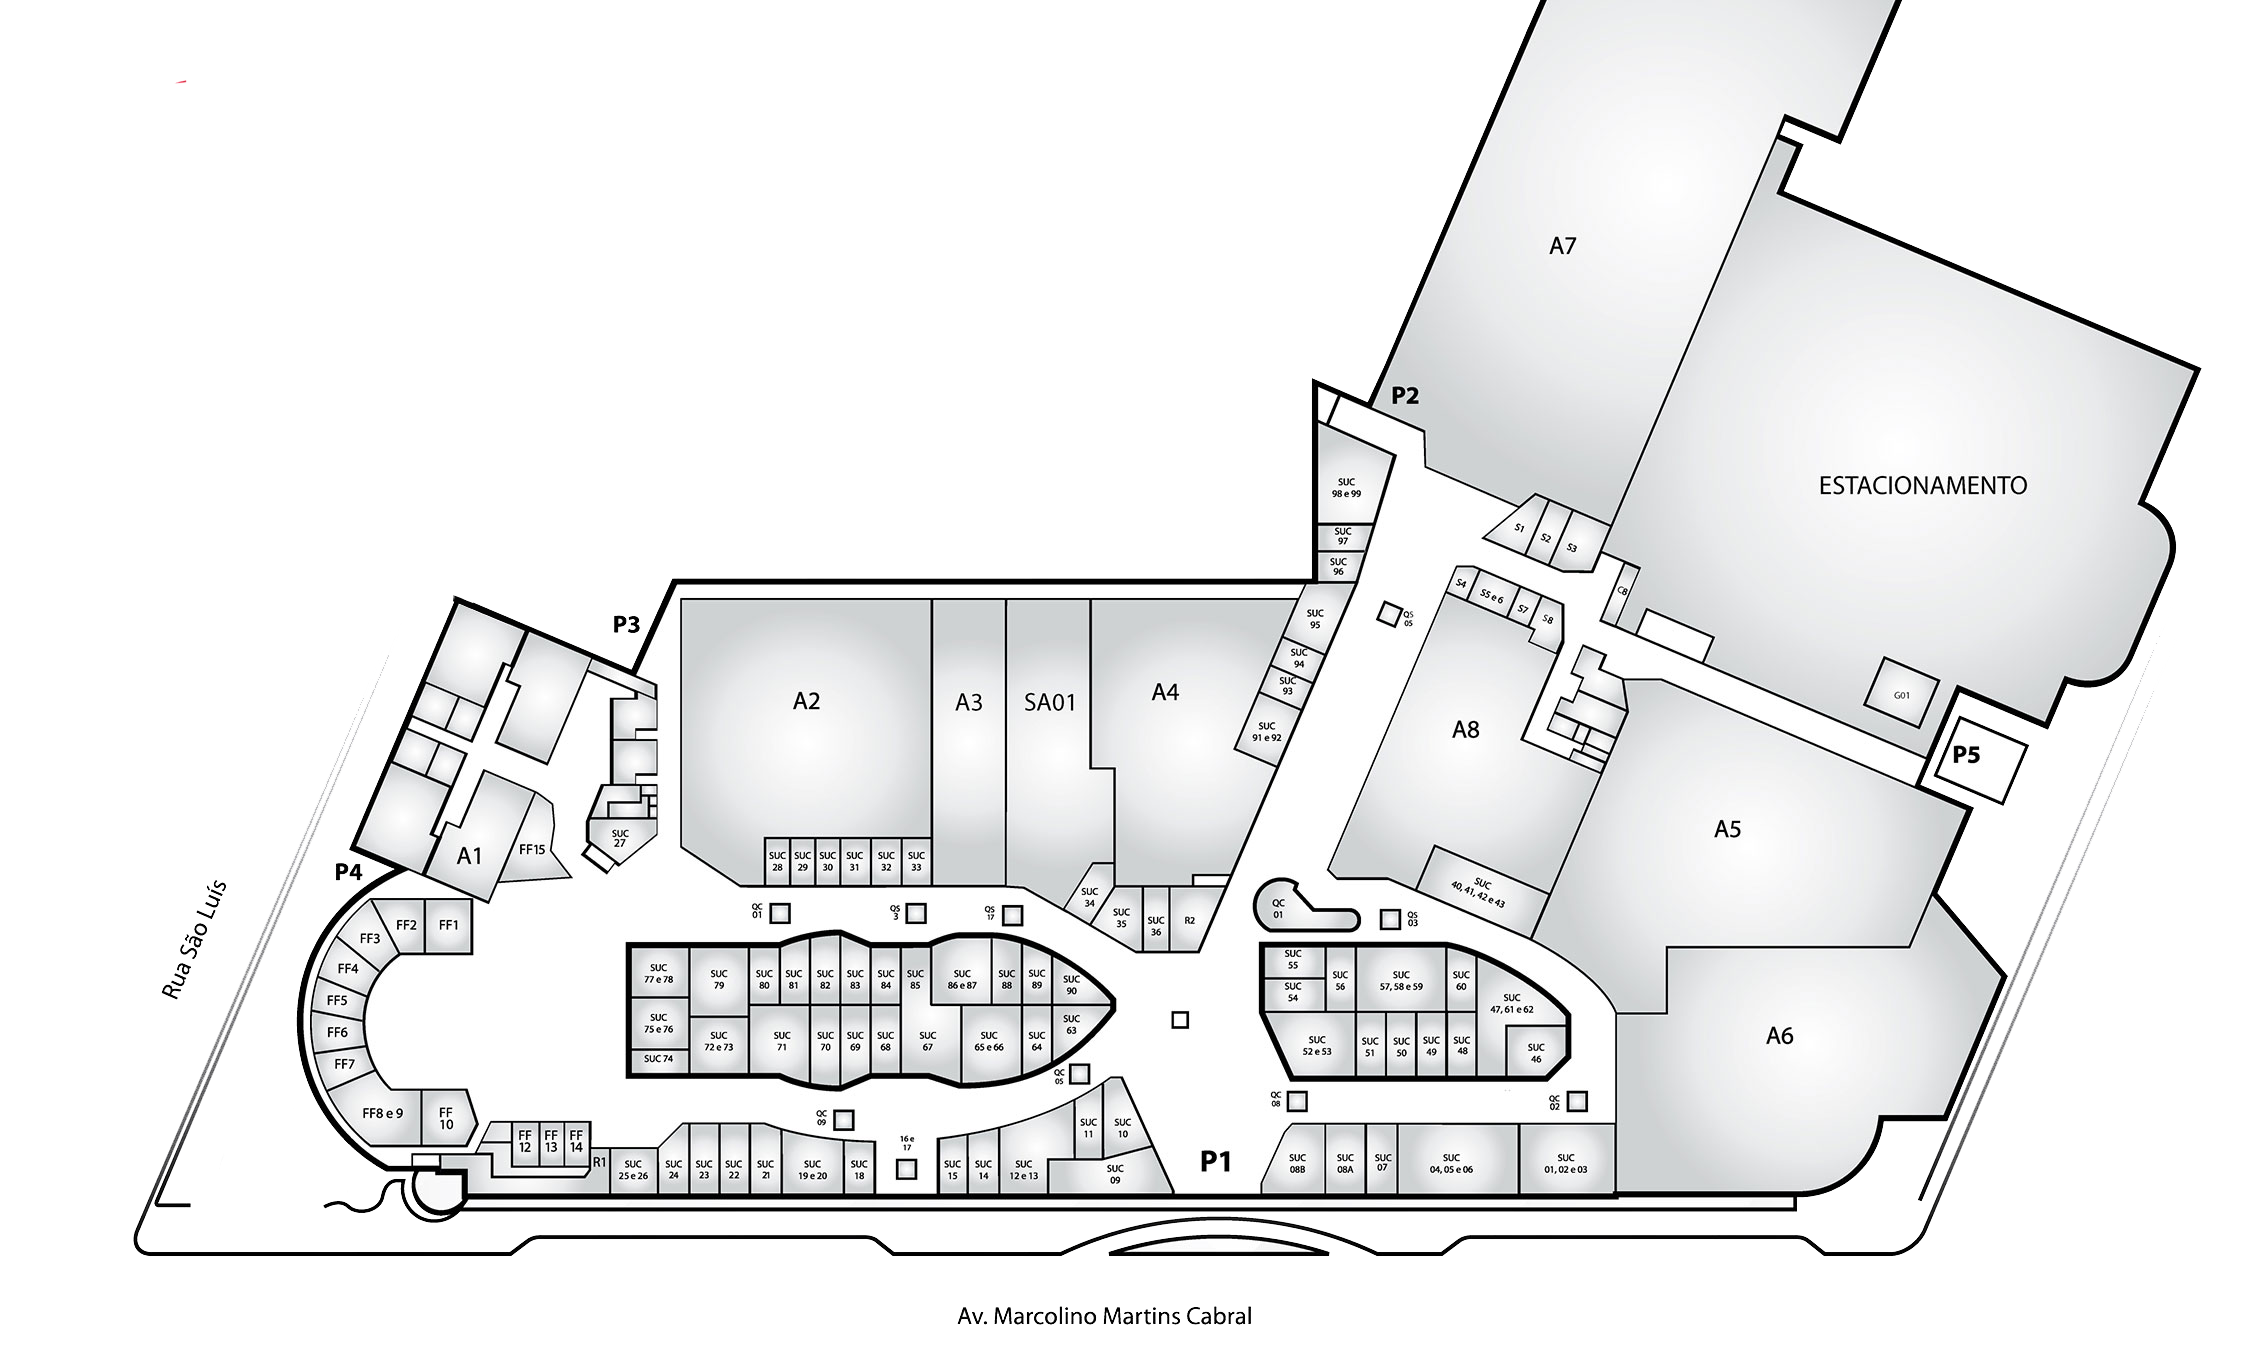 A7
P2
ESTACIONAMENTO
SUC
98 e 99
SUC
97
SUC
96
S1
S2
S3
S4
S5 e 6
S7
S8
CB
QS
05
SUC
95
SUC
94
SUC
93
SUC
91 e 92
P3
A2
A3
SA01
A4
A8
G01
P5
A5
SUC
27
A1
FF15
P4
SUC
28
SUC
29
SUC
30
SUC
31
SUC
32
SUC
33
SUC
34
SUC
35
SUC
36
R2
SUC
40, 41, 42 e 43
QC
01
QS
3
QS
17
QC
01
QS
03
Rua São Luís
FF1
FF2
FF3
FF4
FF5
FF6
FF7
FF8 e 9
FF
10
SUC
77 e 78
SUC
79
SUC
80
SUC
81
SUC
82
SUC
83
SUC
84
SUC
85
SUC
86 e 87
SUC
88
SUC
89
SUC
90
SUC
75 e 76
SUC 74
SUC
72 e 73
SUC
71
SUC
70
SUC
69
SUC
68
SUC
67
SUC
65 e 66
SUC
64
SUC
63
SUC
55
SUC
54
SUC
56
SUC
57, 58 e 59
SUC
60
SUC
47, 61 e 62
SUC
52 e 53
SUC
51
SUC
50
SUC
49
SUC
48
SUC
46
A6
QC
05
QC
09
QC
08
QC
02
FF
12
FF
13
FF
14
R1
SUC
25 e 26
SUC
24
SUC
23
SUC
22
SUC
21
SUC
19 e 20
SUC
18
16 e
17
SUC
15
SUC
14
SUC
12 e 13
SUC
11
SUC
10
SUC
09
P1
SUC
08B
SUC
08A
SUC
07
SUC
04, 05 e 06
SUC
01, 02 e 03
Av. Marcolino Martins Cabral